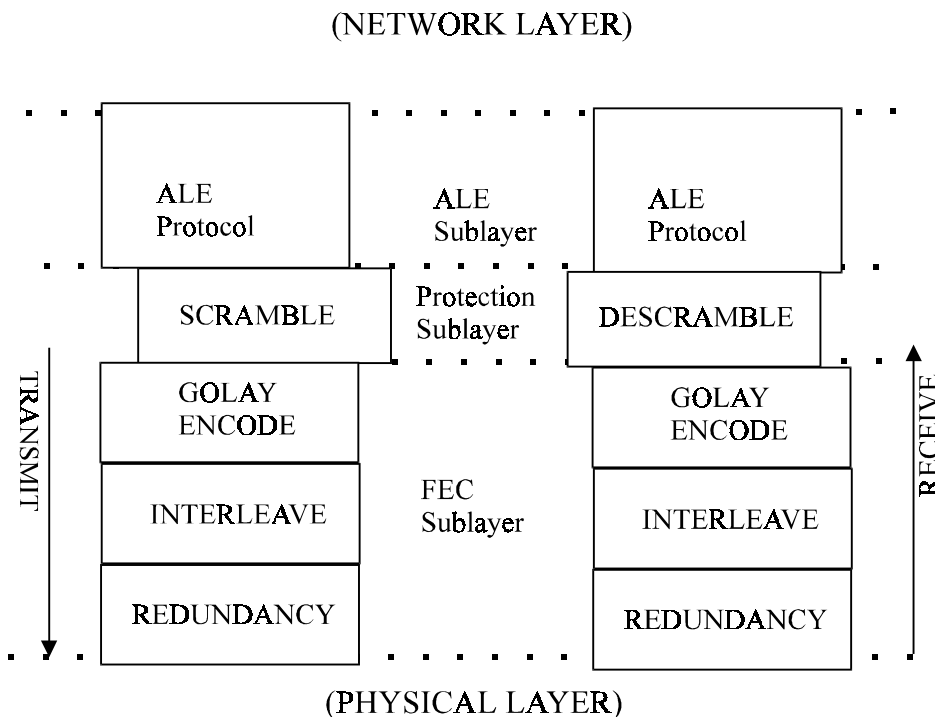 (NETWORK LAYER)
ALE
Protocol
ALE
Sublayer
ALE
Protocol
SCRAMBLE
Protection
Sublayer
DESCRAMBLE
TRANSMIT
GOLAY
ENCODE
GOLAY
ENCODE
RECEIVE
INTERLEAVE
FEC
Sublayer
INTERLEAVE
REDUNDANCY
REDUNDANCY
(PHYSICAL LAYER)